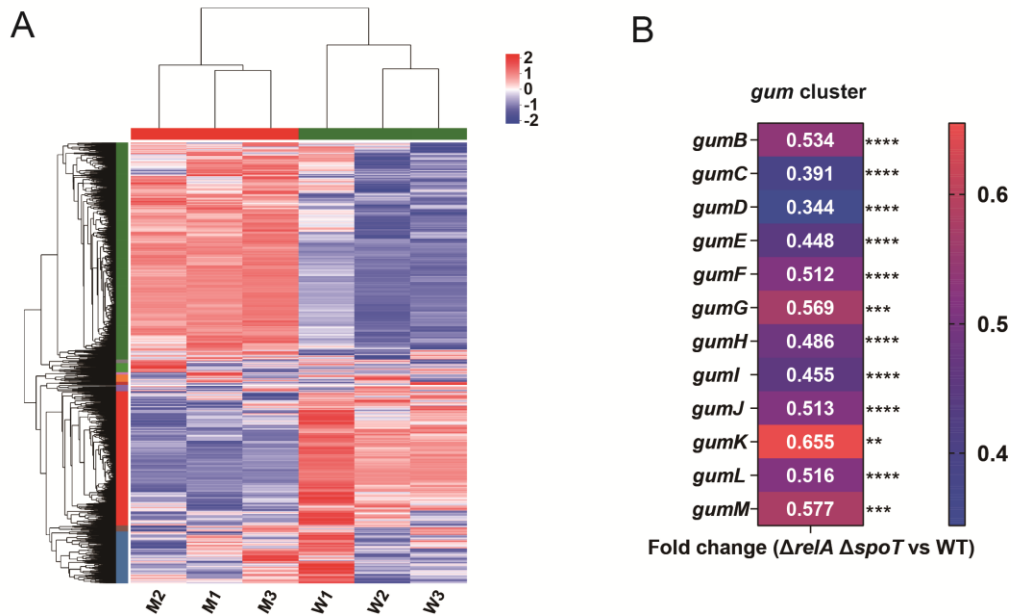 A
2
1
0
-1
-2
M2 M1 M3 W1 W2 W3
B
gum cluster
gumB 0.534 ****
gumC 0.391 ****
gumD 0.344 ****
gumE 0.448 ****
gumF 0.512 ****
gumG 0.569 ***
gumH 0.486 ****
gumI 0.455 ****
gumJ 0.513 ****
gumK 0.655 **
gumL 0.516 ****
gumM 0.577 ***
0.6
0.5
0.4
Fold change (ΔrelA ΔspoT vs WT)